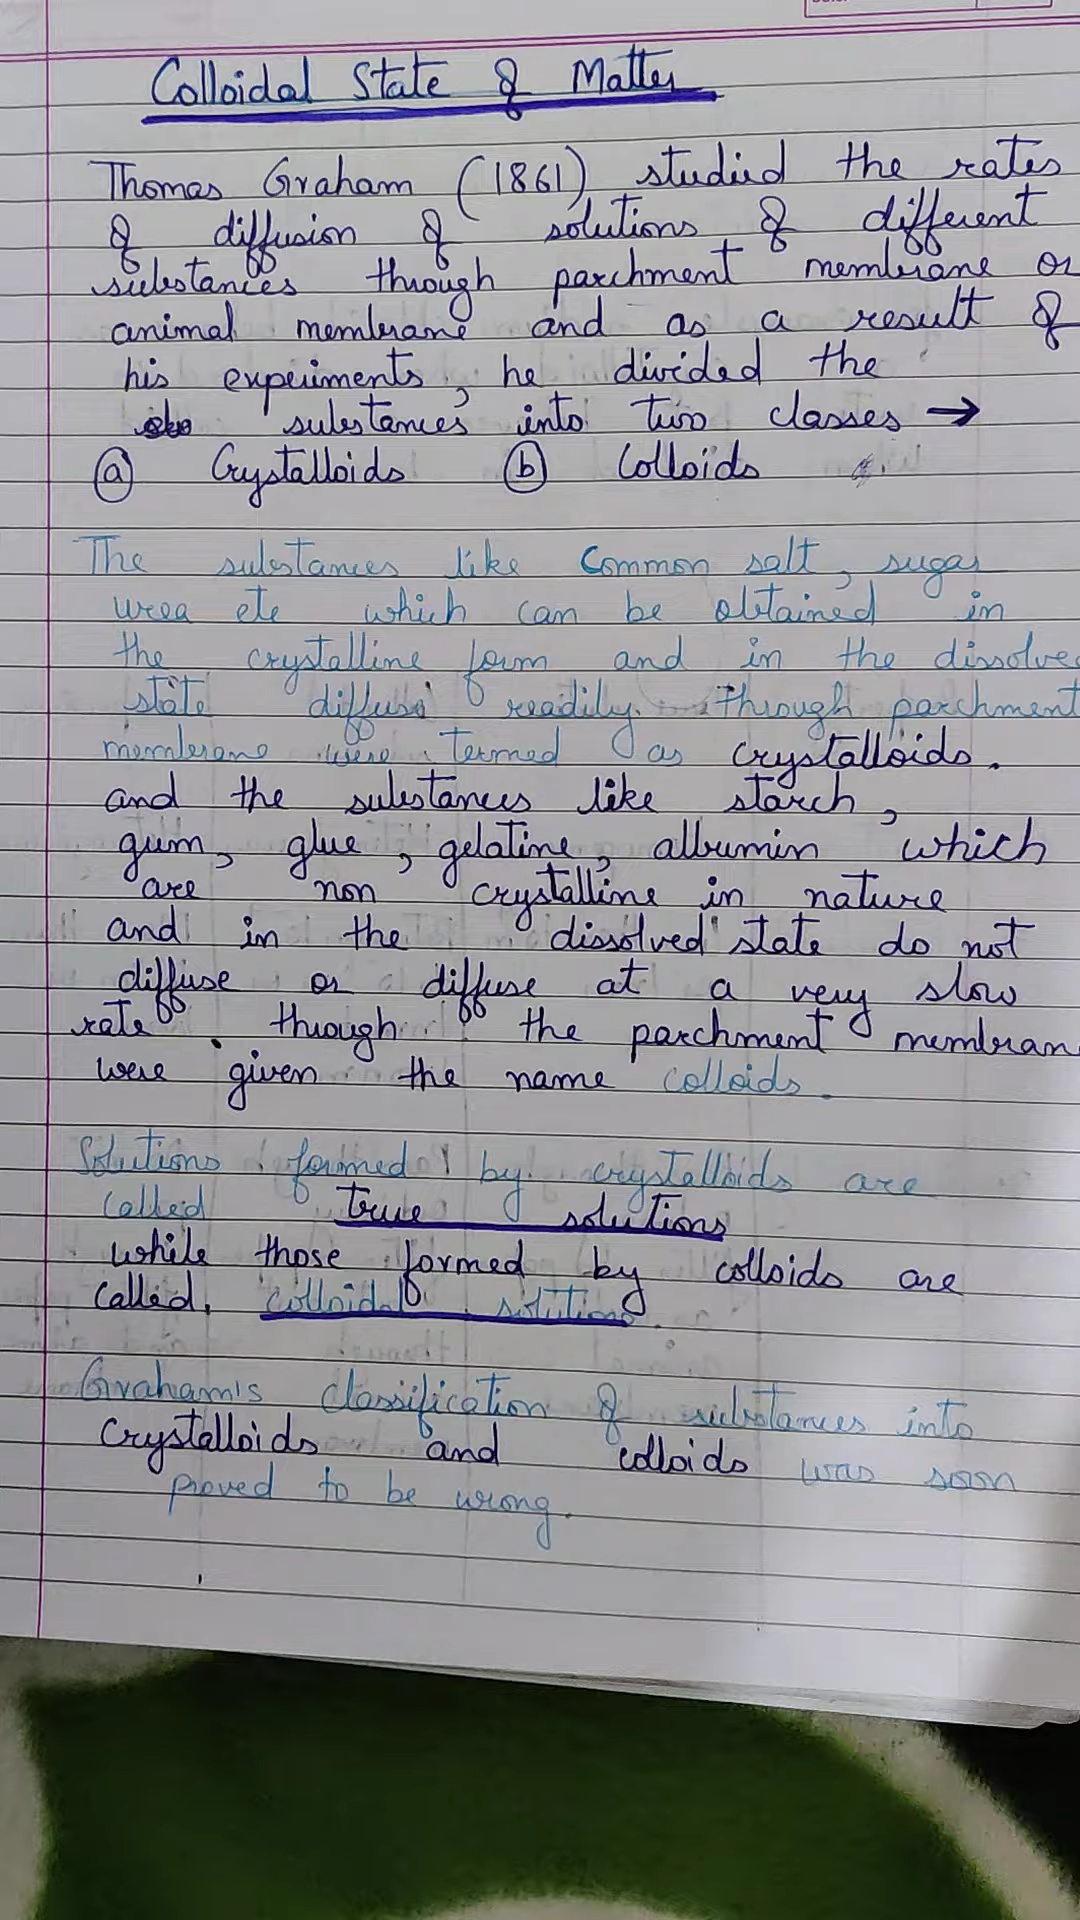 Colloidal State of Matter
Thomas Graham (1861) studied the rates
of diffusion of solutions of different
substances through parchment membrane or
animal membrane and as a result of
his experiments, he divided the
substances into two classes →
(a) Crystalloids (b) Colloids
The substances like Common salt, sugar
urea etc which can be obtained in
the crystalline form and in the dissolve
state diffuse readily through parchment
membrane were termed as crystalloids.
and the substances like starch,
gum, glue, gelatine, albumin which
are non crystalline in nature
and in the dissolved state do not
diffuse or diffuse at a very slow
rate through the parchment membran
were given the name colloids.
Solutions formed by crystalloids are
called true solutions
while those formed by colloids are
called, colloidal solutions.
Graham's classification of substances into
crystalloids and colloids was soon
proved to be wrong.